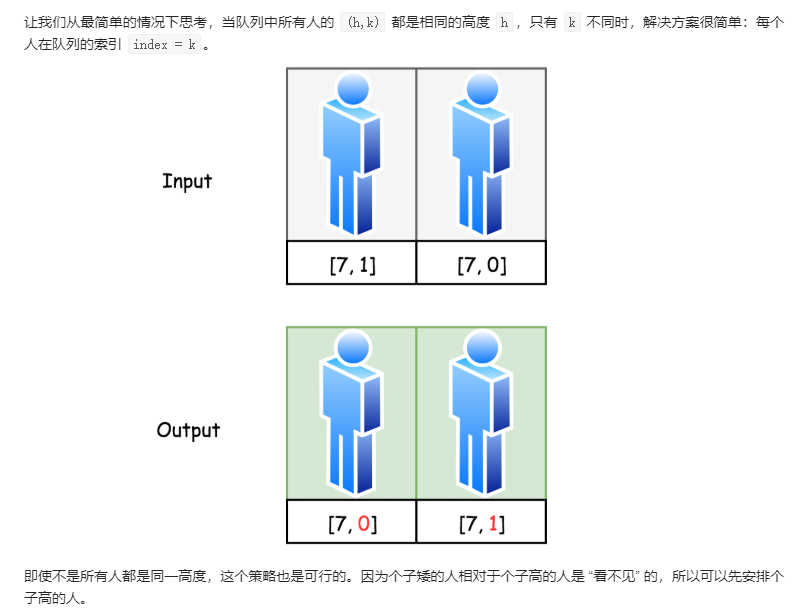 让我们从最简单的情况下思考，当队列中所有人的 (h,k) 都是相同的高度 h ，只有 k 不同时，解决方案很简单：每个
人在队列的索引 index = k 。
Input
[7, 1] [7, 0]
Output
[7, 0] [7, 1]
即使不是所有人都是同一高度，这个策略也是可行的。因为个子矮的人相对于个子高的人是 “看不见” 的，所以可以先安排个
子高的人。